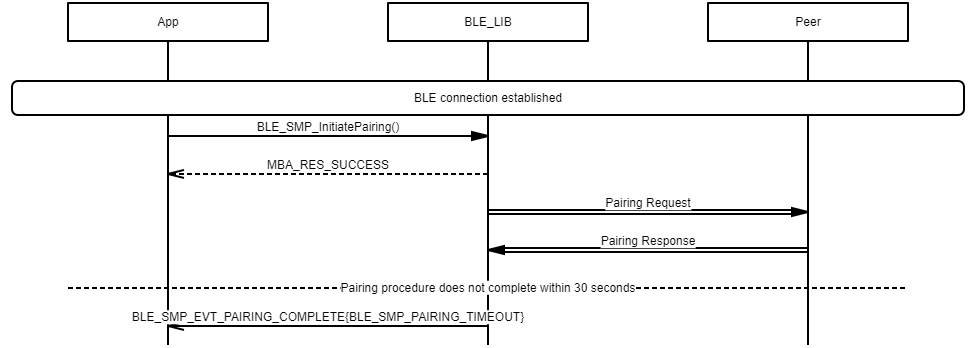 App
BLE_LIB
Peer
BLE connection established
BLE_SMP_InitiatePairing()
MBA_RES_SUCCESS
Pairing Request
Pairing Response
Pairing procedure does not complete within 30 seconds
BLE_SMP_EVT_PAIRING_COMPLETE{BLE_SMP_PAIRING_TIMEOUT}